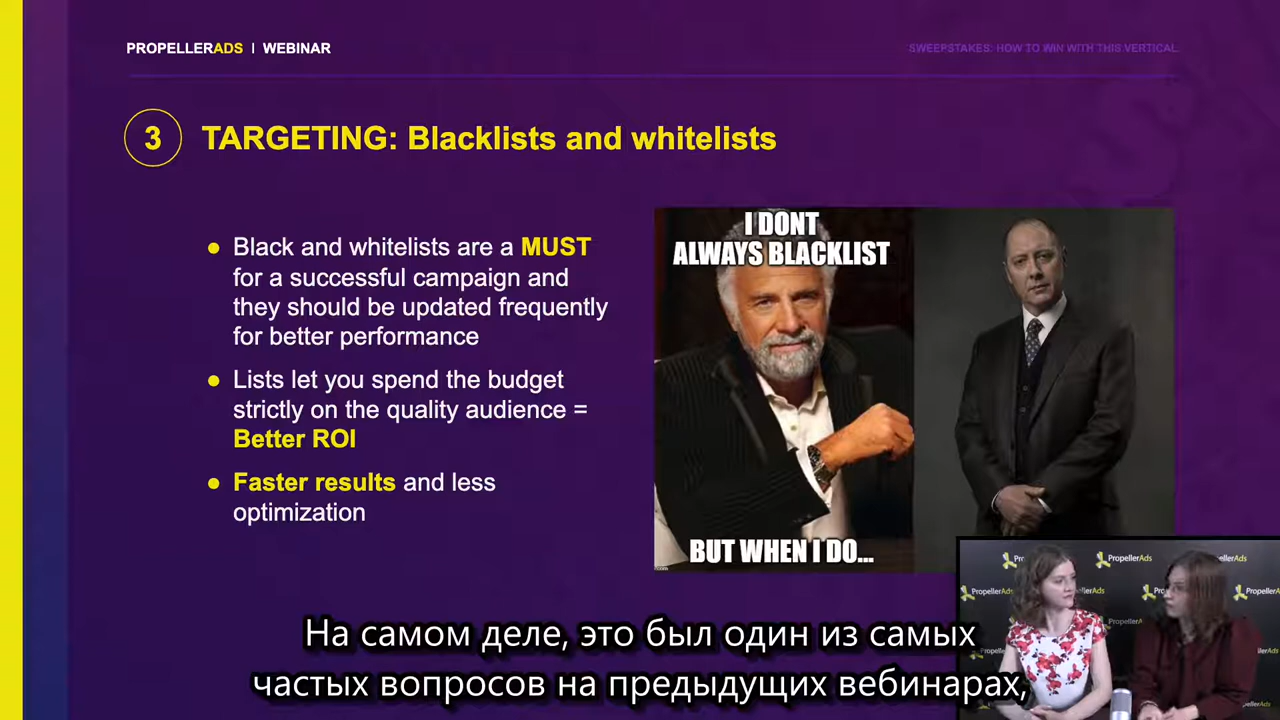 PROPELLERADS | WEBINAR
SWEEPSTAKES: HOW TO WIN WITH THIS VERTICAL
3 TARGETING: Blacklists and whitelists
● Black and whitelists are a MUST
for a successful campaign and
they should be updated frequently
for better performance
● Lists let you spend the budget
strictly on the quality audience =
Better ROI
● Faster results and less
optimization
I DONT
ALWAYS BLACKLIST
BUT WHEN I DO...
PropellerAds
PropellerAds
PropellerAds
На самом деле, это был один из самых
частых вопросов на предыдущих вебинарах,